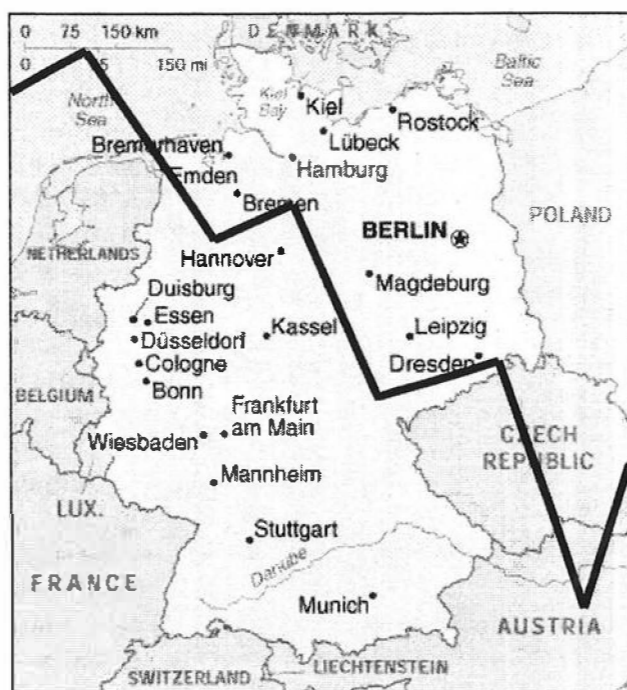 0 75 150 km
0 150 mi
DENMARK
North
Sea
Baltic
Sea
Kiel
Bay
Kiel
Rostock
Lübeck
Bremerhaven
Hamburg
Emden
Bremen
POLAND
BERLIN
NETHERLANDS
Hannover
Magdeburg
Duisburg
Essen
Kassel
Leipzig
Düsseldorf
Dresden
Cologne
BELGIUM
Bonn
Frankfurt
am Main
Wiesbaden
CZECH
REPUBLIC
Mannheim
LUX.
Stuttgart
Danube
FRANCE
Munich
AUSTRIA
LIECHTENSTEIN
SWITZERLAND